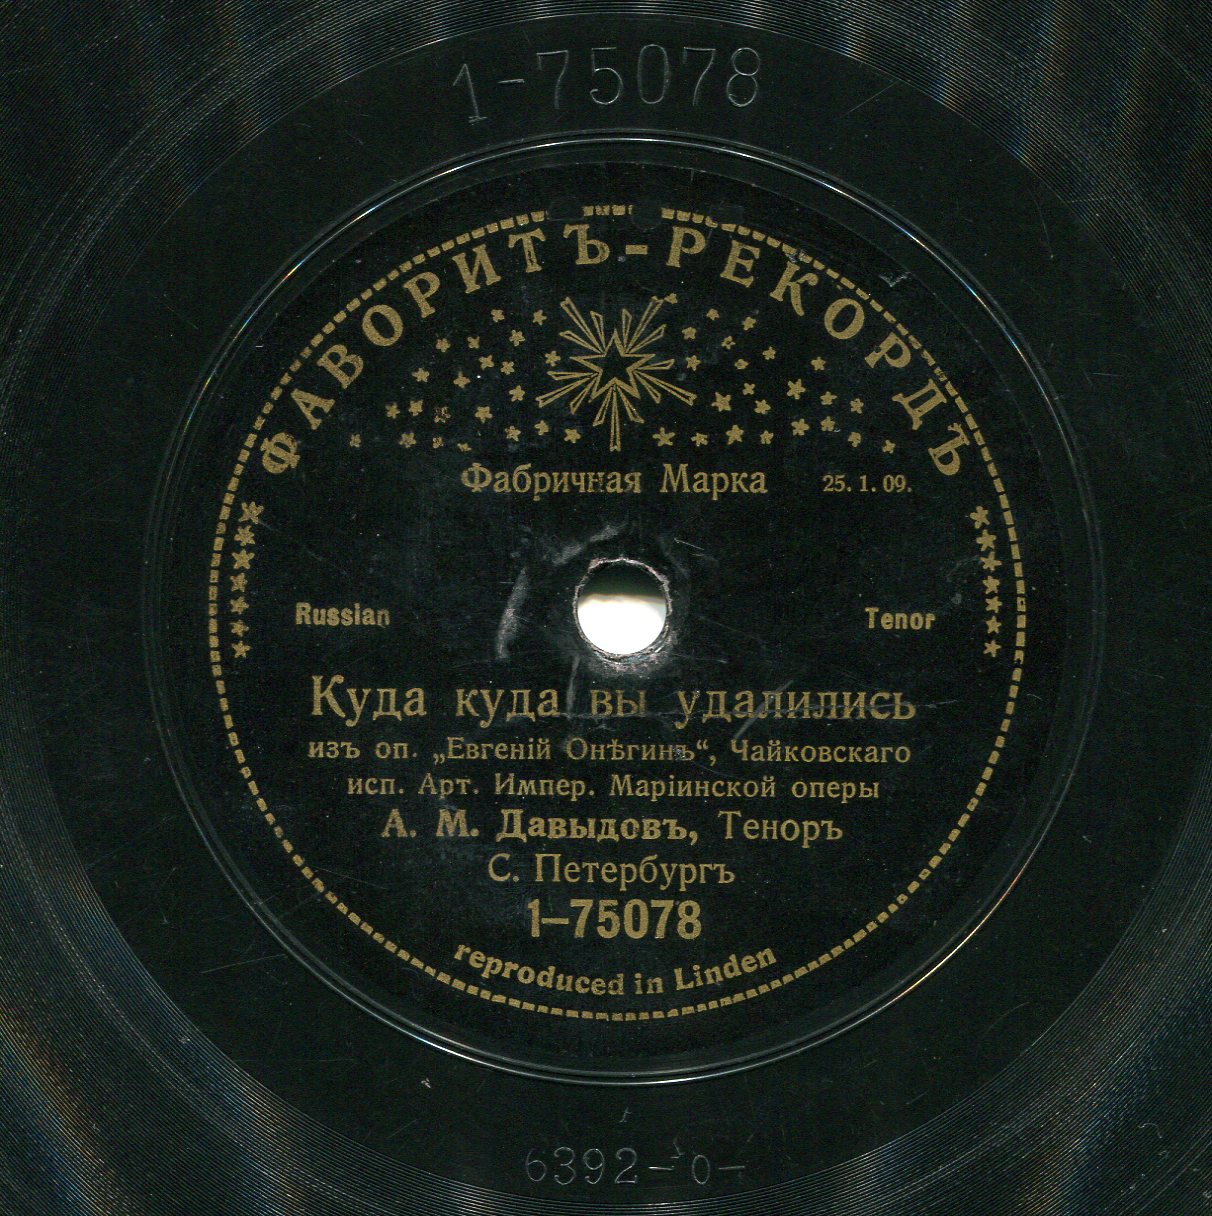 1-75078
ФАВОРИТЪ-РЕКОРДЪ
Фабричная Марка 25. 1. 09.
Russian Tenor
Куда куда вы удалились
изъ оп. „Евгеній Онѣгинъ“, Чайковскаго
исп. Арт. Импер. Маріинской оперы
А. М. Давыдовъ, Теноръ
С. Петербургъ
1–75078
reproduced in Linden
6392-'0-